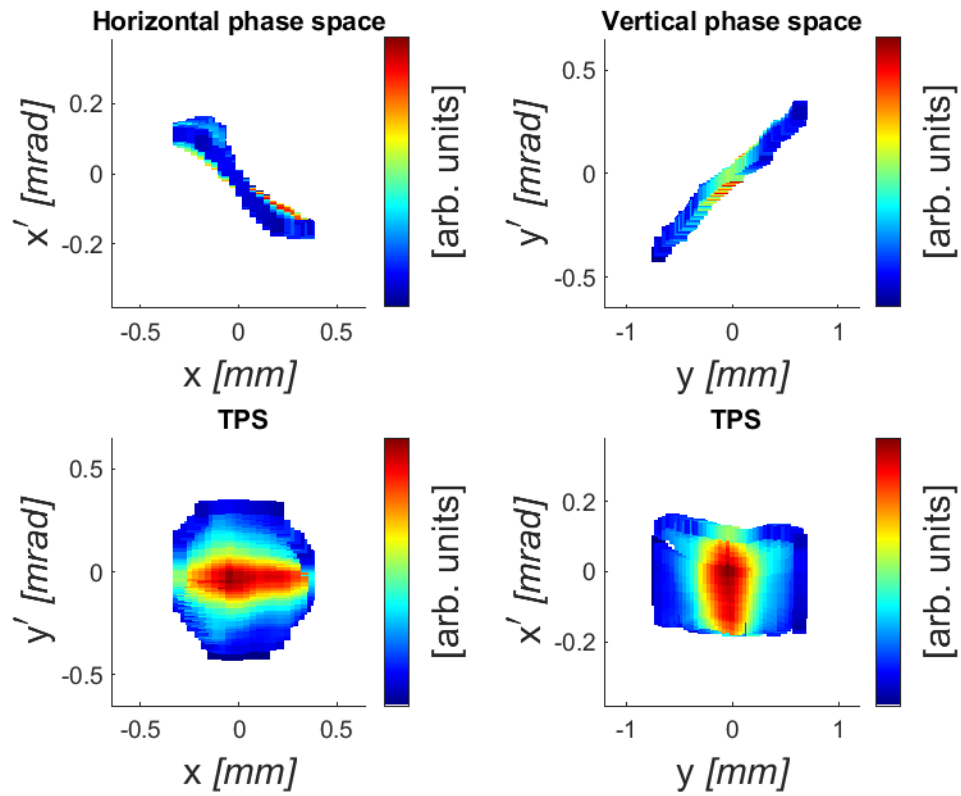 Horizontal phase space
0.2
0
-0.2
x′ [mrad]
-0.5 0 0.5
x [mm]
[arb. units]
Vertical phase space
0.5
0
-0.5
y′ [mrad]
-1 0 1
y [mm]
[arb. units]
TPS
0.5
0
-0.5
y′ [mrad]
-0.5 0 0.5
x [mm]
[arb. units]
TPS
0.2
0
-0.2
x′ [mrad]
-1 0 1
y [mm]
[arb. units]